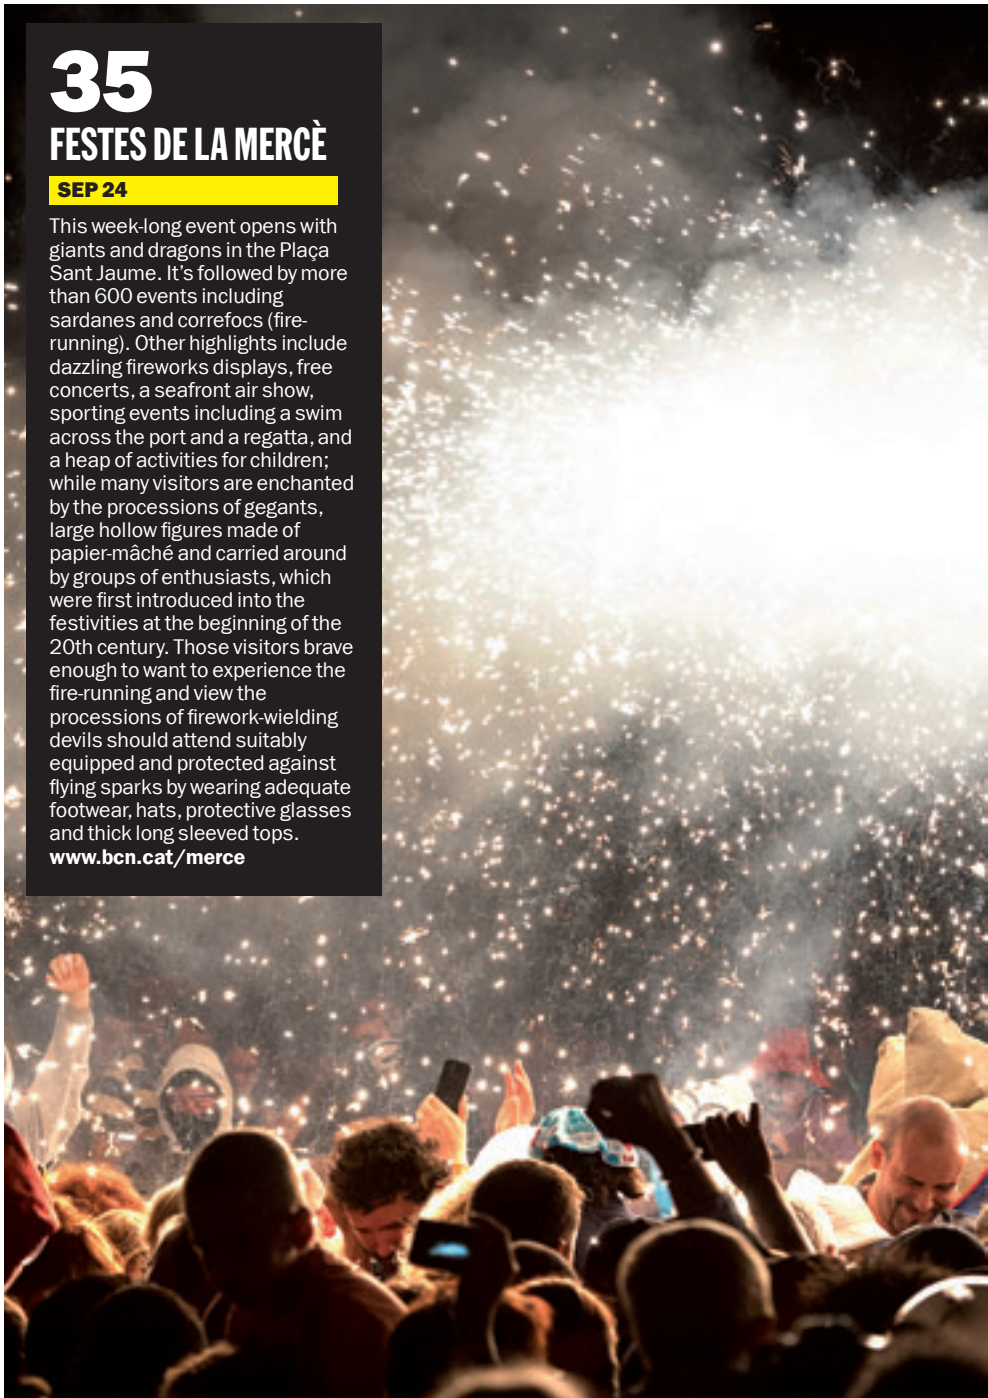 35
FESTES DE LA MERCÈ
SEP 24
This week-long event opens with
giants and dragons in the Plaça
Sant Jaume. It's followed by more
than 600 events including
sardanes and correfocs (fire-
running). Other highlights include
dazzling fireworks displays, free
concerts, a seafront air show,
sporting events including a swim
across the port and a regatta, and
a heap of activities for children;
while many visitors are enchanted
by the processions of gegants,
large hollow figures made of
papier-mâché and carried around
by groups of enthusiasts, which
were first introduced into the
festivities at the beginning of the
20th century. Those visitors brave
enough to want to experience the
fire-running and view the
processions of firework-wielding
devils should attend suitably
equipped and protected against
flying sparks by wearing adequate
footwear, hats, protective glasses
and thick long sleeved tops.
www.bcn.cat/merce